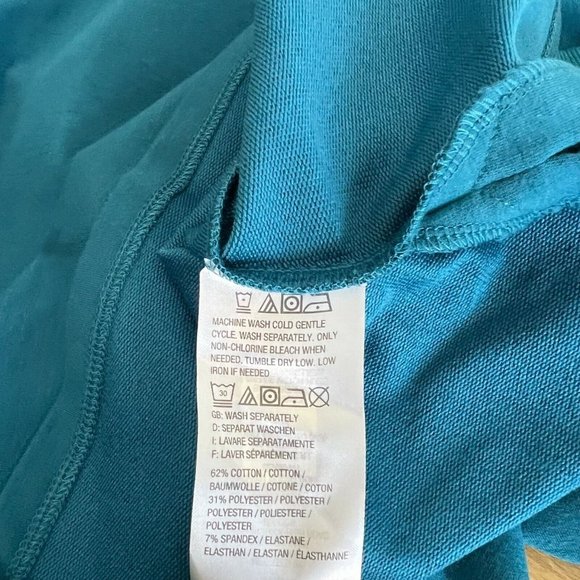 MACHINE WASH COLD GENTLE
CYCLE. WASH SEPARATELY. ONLY
NON-CHLORINE BLEACH WHEN
NEEDED. TUMBLE DRY LOW. LOW
IRON IF NEEDED
30
GB: WASH SEPARATELY
D: SEPARAT WASCHEN
I: LAVARE SEPARATAMENTE
F: LAVER SÉPARÉMENT
62% COTTON / COTTON /
BAUMWOLLE / COTONE / COTON
31% POLYESTER / POLYESTER /
POLYESTER / POLIESTERE /
POLYESTER
7% SPANDEX / ELASTANE /
ELASTHAN / ELASTAN / ÉLASTHANNE